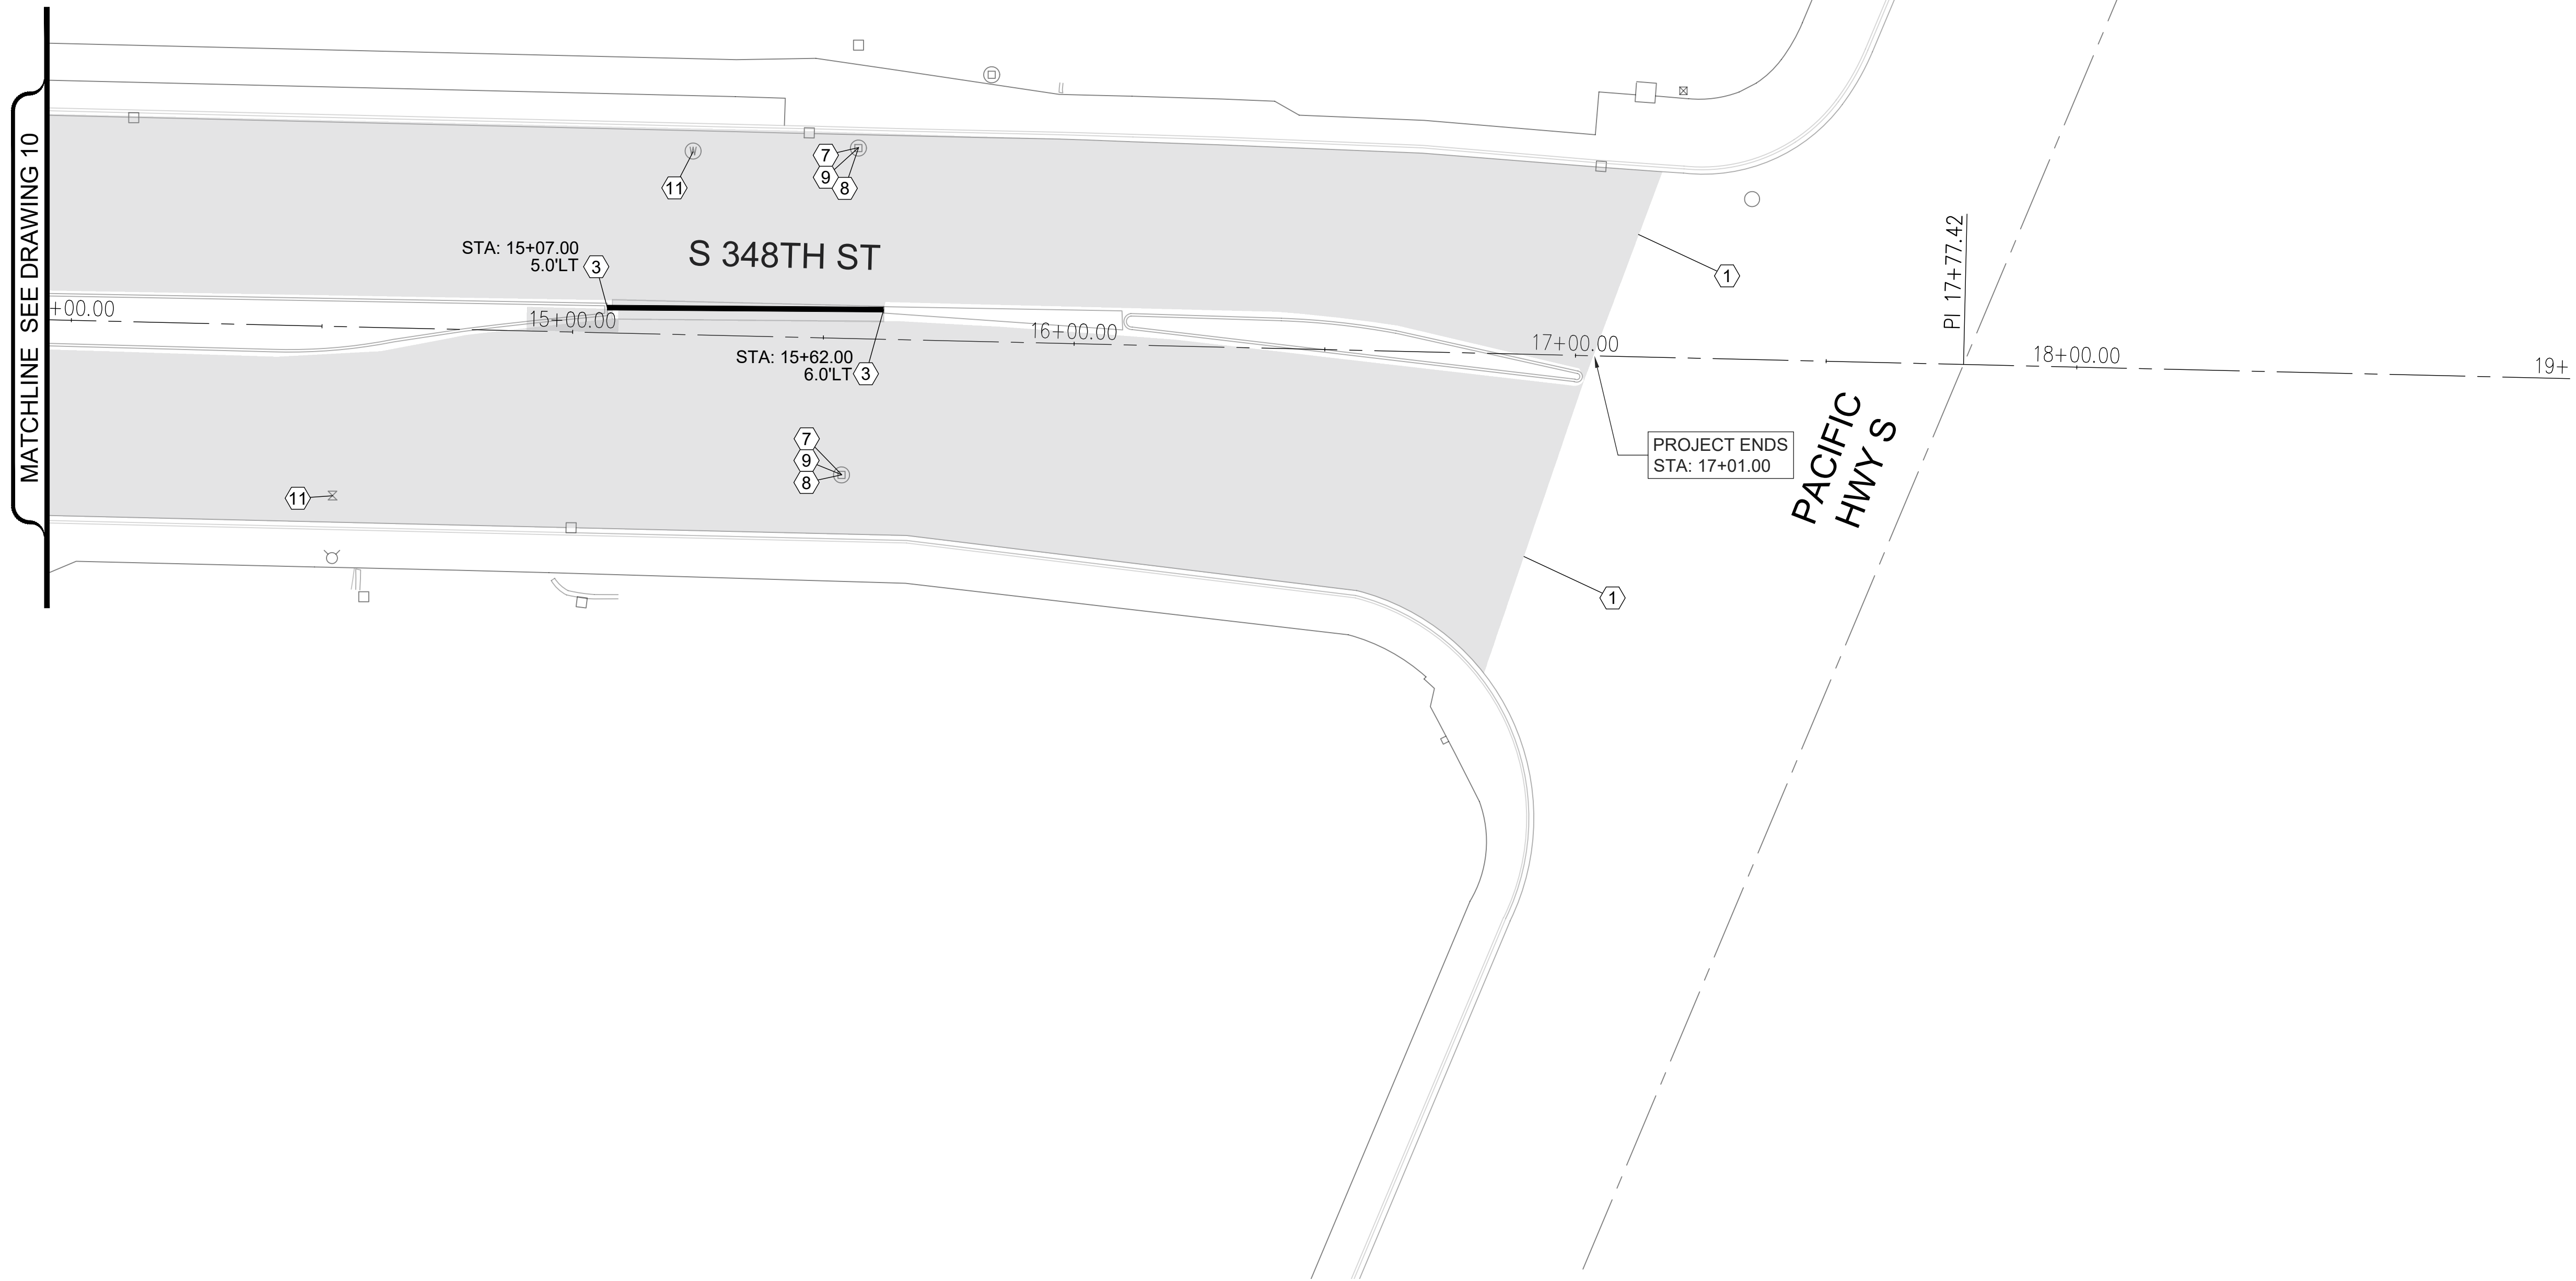 MATCHLINE SEE DRAWING 10
7
9
8
11
STA: 15+07.00
5.0'LT
3
S 348TH ST
1
PI 17+77.42
+00.00
15+00.00
16+00.00
17+00.00
18+00.00
19+
STA: 15+62.00
6.0'LT
3
7
9
8
11
PROJECT ENDS
STA: 17+01.00
PACIFIC
HWY S
1
W